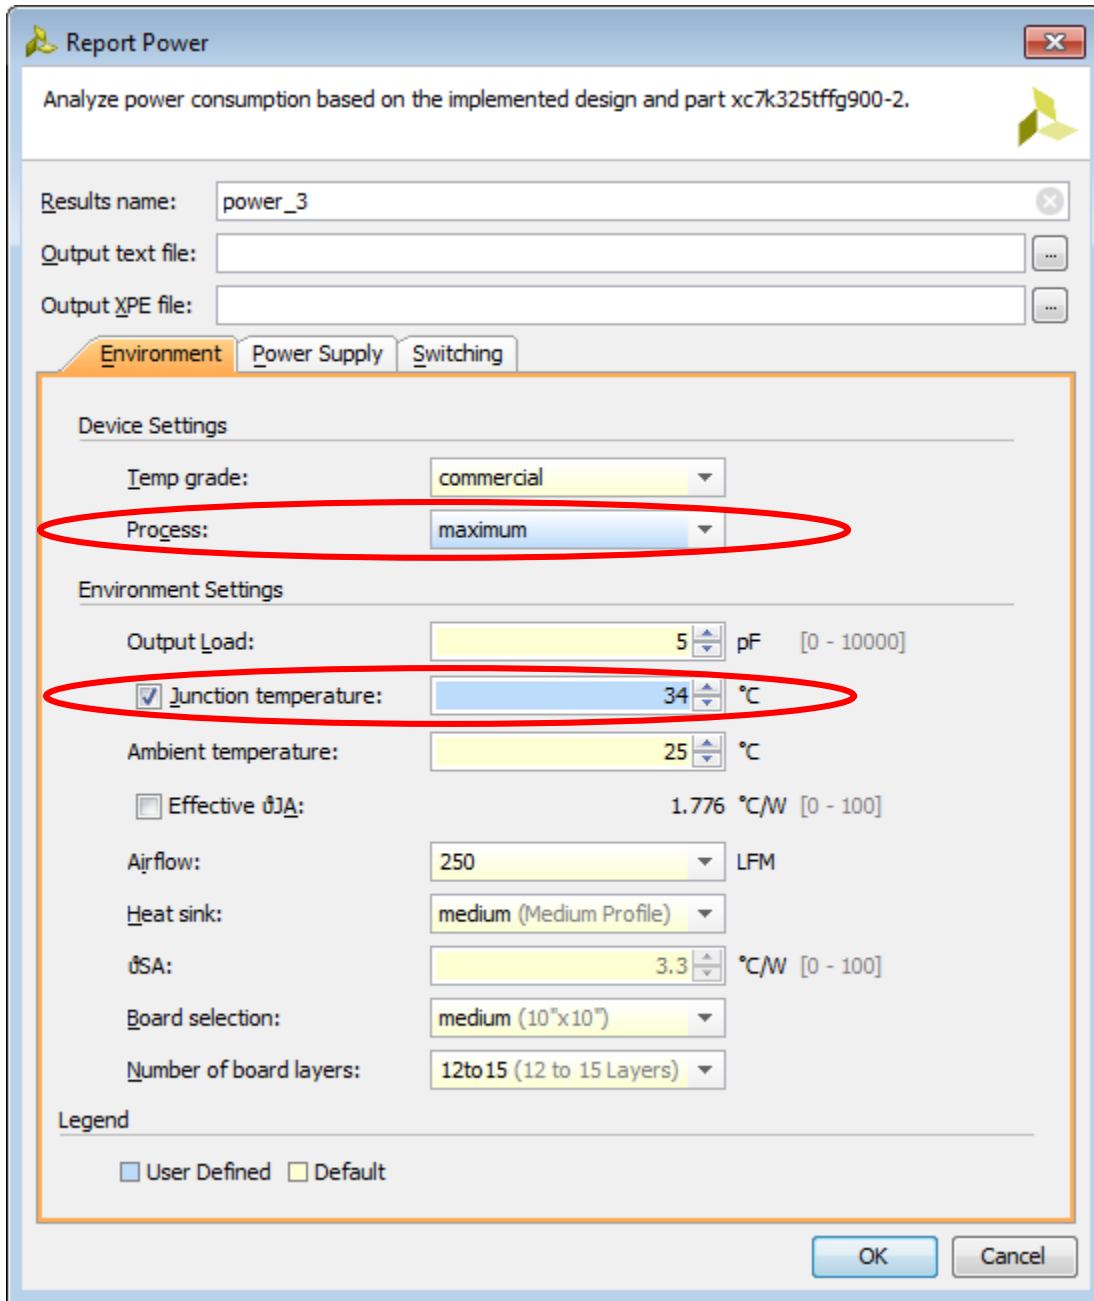 Report Power
Analyze power consumption based on the implemented design and part xc7k325tffg900-2.
Results name: power_3
Output text file: ...
Output XPE file: ...
Environment Power Supply Switching
Device Settings
Temp grade: commercial
Process: maximum
Environment Settings
Output Load: 5 pF [0 - 10000]
Junction temperature: 34 °C
Ambient temperature: 25 °C
Effective ϑJA: 1.776 °C/W [0 - 100]
Airflow: 250 LFM
Heat sink: medium (Medium Profile)
ϑSA: 3.3 °C/W [0 - 100]
Board selection: medium (10"x10")
Number of board layers: 12to15 (12 to 15 Layers)
Legend
User Defined Default
OK Cancel